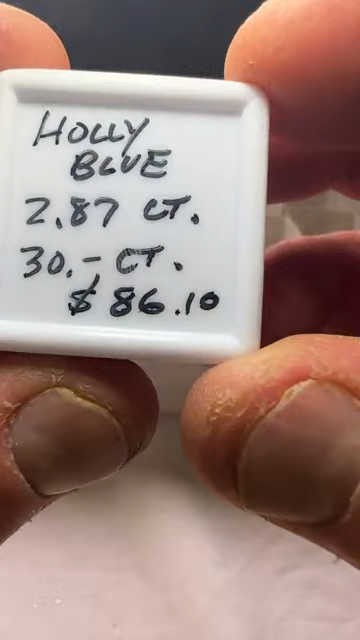 HOLLY
BLUE
2.87 CT.
30.- CT.
$86.10